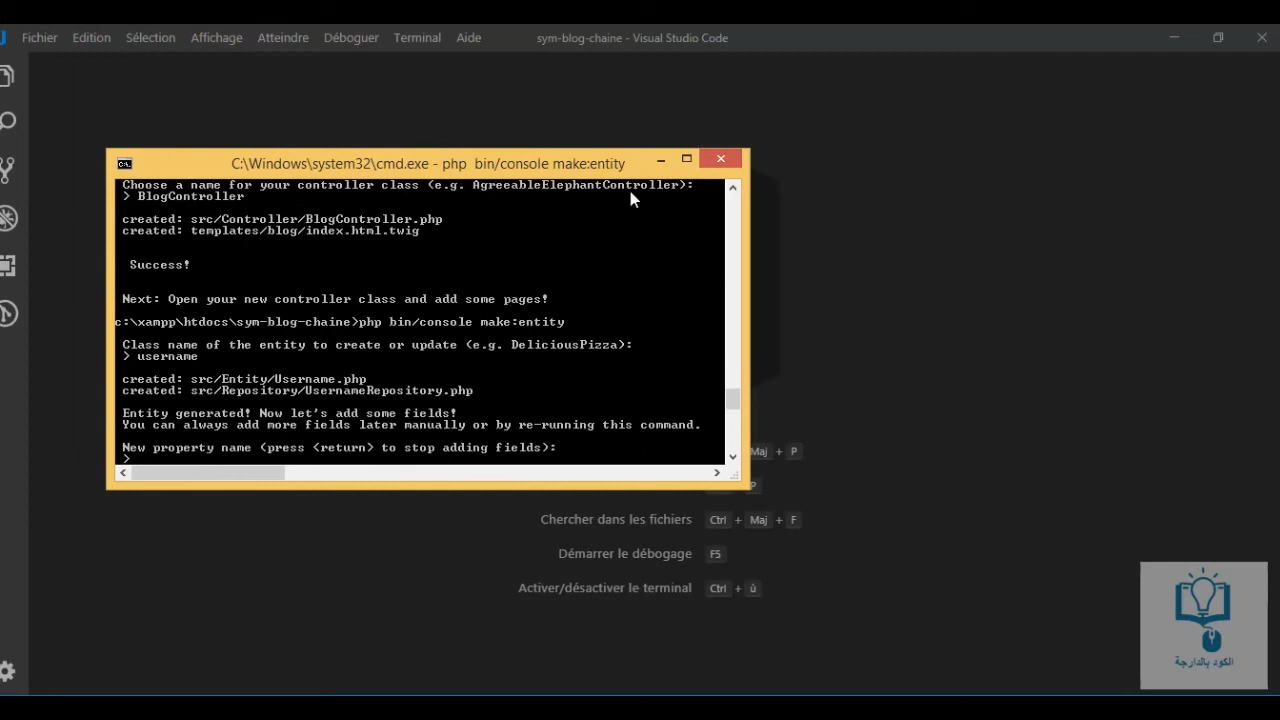 Fichier Edition Sélection Affichage Atteindre Déboguer Terminal Aide sym-blog-chaine - Visual Studio Code
C:\Windows\system32\cmd.exe - php bin/console make:entity
Choose a name for your controller class (e.g. AgreeableElephantController):
> BlogController
created: src/Controller/BlogController.php
created: templates/blog/index.html.twig
Success!
Next: Open your new controller class and add some pages!
c:\xampp\htdocs\sym-blog-chaine>php bin/console make:entity
Class name of the entity to create or update (e.g. DeliciousPizza):
> username
created: src/Entity/Username.php
created: src/Repository/UsernameRepository.php
Entity generated! Now let's add some fields!
You can always add more fields later manually or by re-running this command.
New property name (press <return> to stop adding fields):
>
Maj + P
P
Chercher dans les fichiers Ctrl + Maj + F
Démarrer le débogage F5
Activer/désactiver le terminal Ctrl + ù
الكود بالدارجة